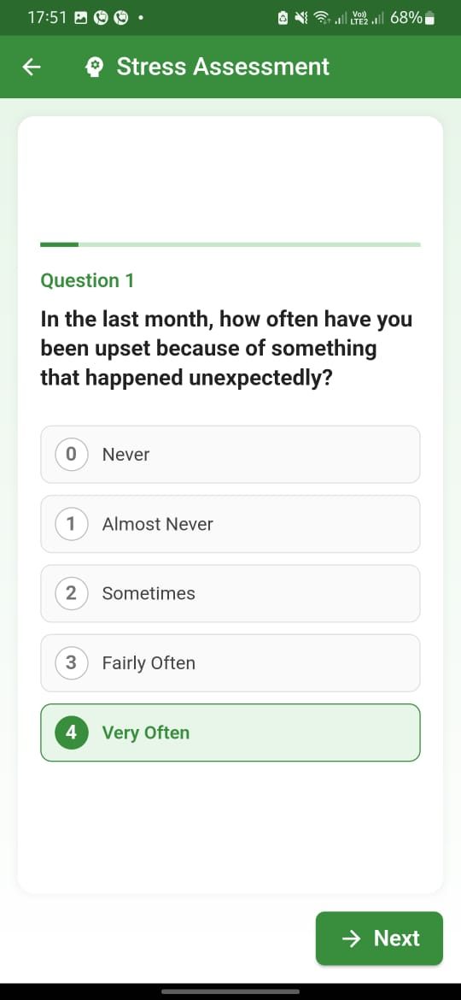 17:51 Vo)) LTE2 68%
Stress Assessment
Question 1
In the last month, how often have you
been upset because of something
that happened unexpectedly?
0 Never
1 Almost Never
2 Sometimes
3 Fairly Often
4 Very Often
Next